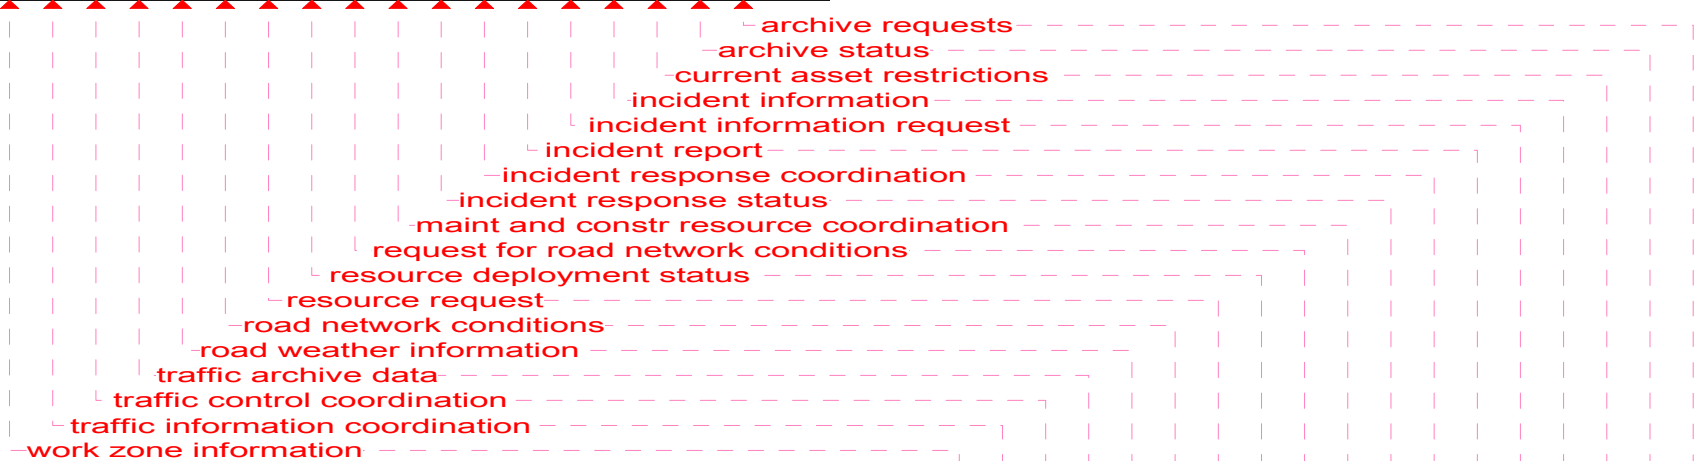 archive requests
archive status
current asset restrictions
incident information
incident information request
incident report
incident response coordination
incident response status
maint and constr resource coordination
request for road network conditions
resource deployment status
resource request
road network conditions
road weather information
traffic archive data
traffic control coordination
traffic information coordination
work zone information